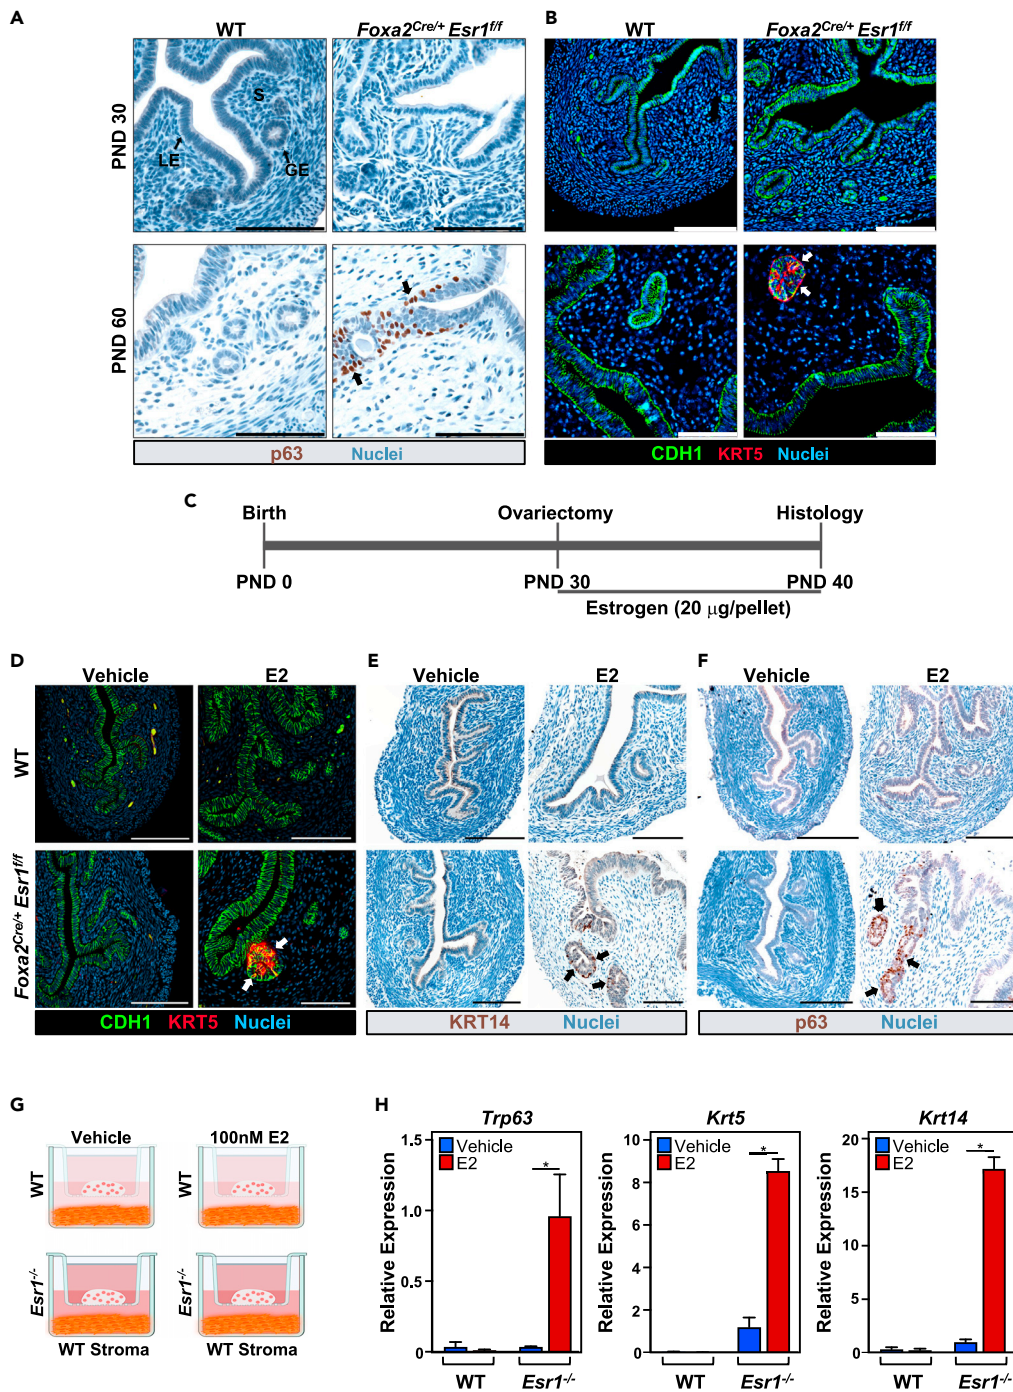 A
WT
Foxa2Cre/+ Esr1f/f
B
WT
Foxa2Cre/+ Esr1f/f
PND 30
S
LE
GE
PND 60
p63 Nuclei
CDH1 KRT5 Nuclei
C
Birth Ovariectomy Histology
PND 0 PND 30 PND 40
Estrogen (20 µg/pellet)
D
Vehicle E2
E
Vehicle E2
F
Vehicle E2
WT
Foxa2Cre/+ Esr1f/f
CDH1 KRT5 Nuclei
KRT14 Nuclei
p63 Nuclei
G
Vehicle 100nM E2
WT WT
Esr1-/- Esr1-/-
WT Stroma WT Stroma
H
Trp63
Relative Expression
1.5
1.0
0.5
0
Vehicle
E2
*
WT Esr1-/-
Krt5
Relative Expression
10
8
6
4
2
0
Vehicle
E2
*
WT Esr1-/-
Krt14
Relative Expression
20
15
10
5
0
Vehicle
E2
*
WT Esr1-/-